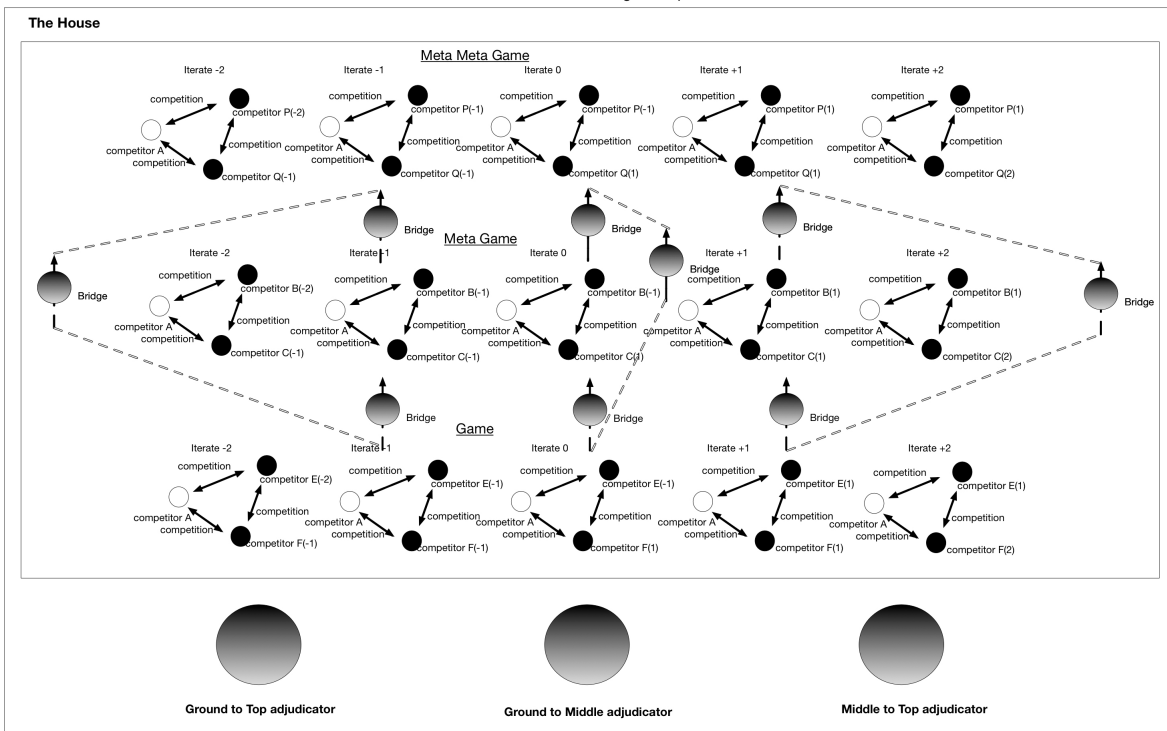 The House
Meta Meta Game
Iterate -2
Iterate -1
Iterate 0
Iterate +1
Iterate +2
competition
competitor P(-2)
competitor A
competition
competition
competitor Q(-1)
competition
competitor P(-1)
competitor A
competition
competition
competitor Q(-1)
competition
competitor P(-1)
competitor A
competition
competition
competitor Q(1)
competition
competitor P(1)
competitor A
competition
competition
competitor Q(1)
competition
competitor P(1)
competitor A
competition
competition
competitor Q(2)
Bridge
Bridge
Bridge
Meta Game
Bridge
Bridge
Bridge
Iterate -2
Iterate -1
Iterate 0
Iterate +1
Iterate +2
competition
competitor B(-2)
competitor A
competition
competition
competitor C(-1)
competition
competitor B(-1)
competitor A
competition
competition
competitor C(-1)
competition
competitor B(-1)
competitor A
competition
competition
competitor C(1)
competition
competitor B(1)
competitor A
competition
competition
competitor C(1)
competition
competitor B(1)
competitor A
competition
competition
competitor C(2)
Bridge
Bridge
Bridge
Game
Iterate -2
Iterate -1
Iterate 0
Iterate +1
Iterate +2
competition
competitor E(-2)
competitor A
competition
competition
competitor F(-1)
competition
competitor E(-1)
competitor A
competition
competition
competitor F(-1)
competition
competitor E(-1)
competitor A
competition
competition
competitor F(1)
competition
competitor E(1)
competitor A
competition
competition
competitor F(1)
competition
competitor E(1)
competitor A
competition
competition
competitor F(2)
Ground to Top adjudicator
Ground to Middle adjudicator
Middle to Top adjudicator